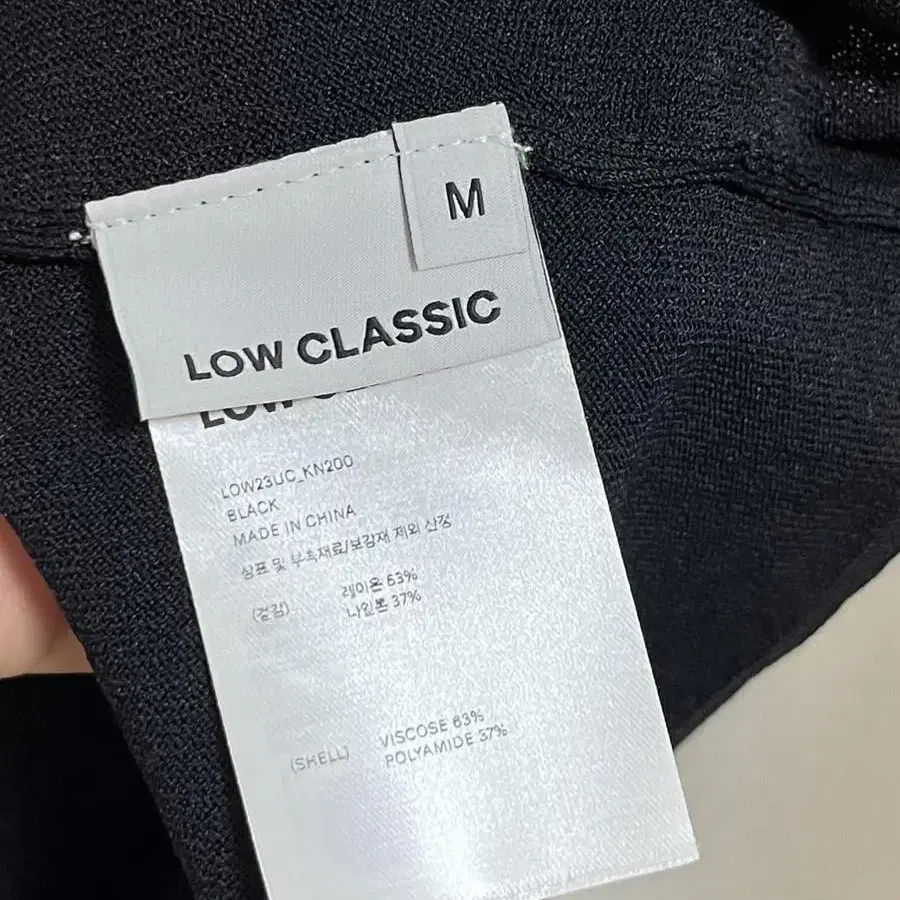 M
LOW CLASSIC
LOW
LOW23UC_KN200
BLACK
MADE IN CHINA
상표 및 부속재료/보강재 제외 산정
(겉감) 레이온 63%
나일론 37%
(SHELL) VISCOSE 63%
POLYAMIDE 37%